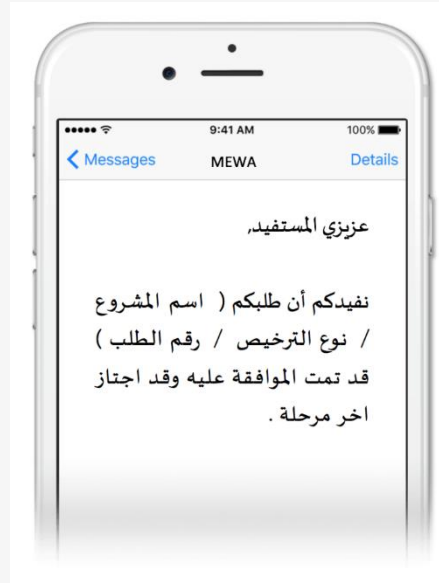 9:41 AM
100%
Messages
MEWA
Details
عزيزي المستفيد,
نفيدكم أن طلبكم ( اسم المشروع
/ نوع الترخيص / رقم الطلب )
قد تمت الموافقة عليه وقد اجتاز
اخر مرحلة .